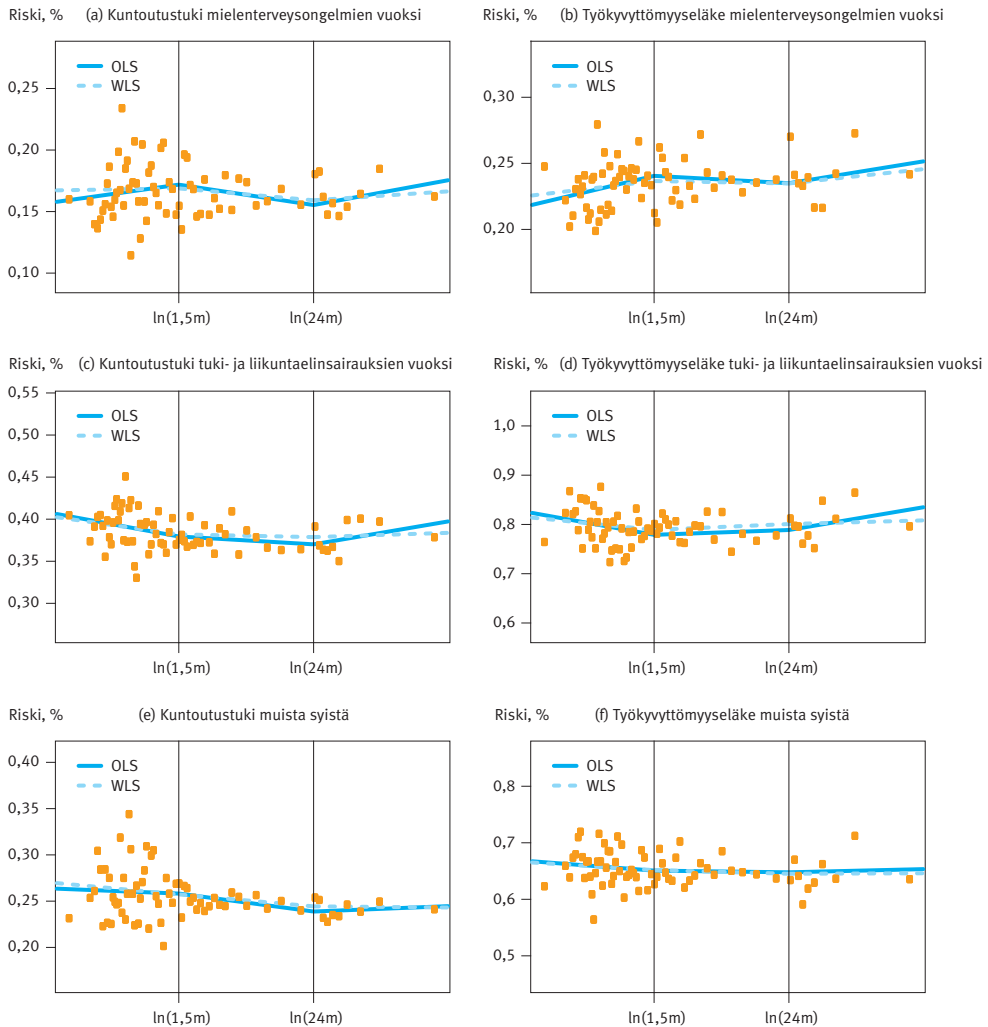 Riski, % (a) Kuntoutustuki mielenterveysongelmien vuoksi
OLS
WLS
0,25
0,20
0,15
0,10
ln(1,5m) ln(24m)
Riski, % (b) Työkyvyttömyyseläke mielenterveysongelmien vuoksi
OLS
WLS
0,30
0,25
0,20
ln(1,5m) ln(24m)
Riski, % (c) Kuntoutustuki tuki- ja liikuntaelinsairauksien vuoksi
0,55
OLS
0,50
WLS
0,45
0,40
0,35
0,30
ln(1,5m) ln(24m)
Riski, % (d) Työkyvyttömyyseläke tuki- ja liikuntaelinsairauksien vuoksi
OLS
1,0
WLS
0,9
0,8
0,7
0,6
ln(1,5m) ln(24m)
Riski, % (e) Kuntoutustuki muista syistä
0,40
OLS
WLS
0,35
0,30
0,25
0,20
ln(1,5m) ln(24m)
Riski, % (f) Työkyvyttömyyseläke muista syistä
OLS
0,8
WLS
0,7
0,6
0,5
ln(1,5m) ln(24m)